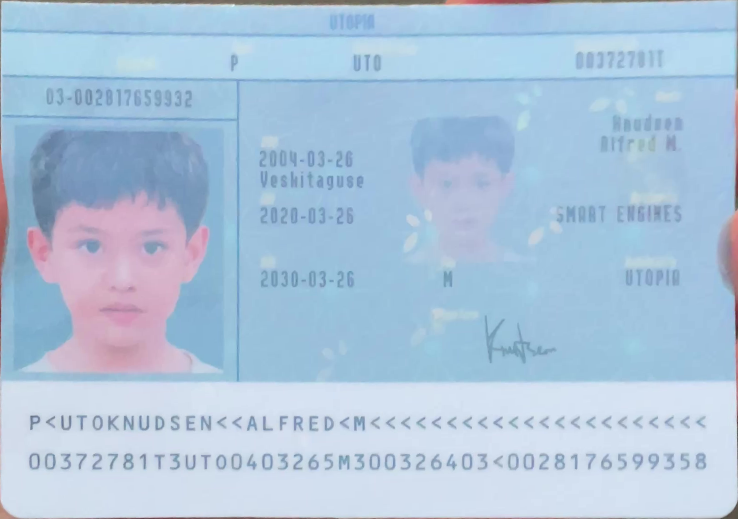 UTOPIA
P UTO 00372781T
03-002817659932
Knudsen
Alfred M.
2004-03-26
Veshitaguse
2020-03-26 SMART ENGINES
2030-03-26 M UTOPIA
P<UTOKNUDSEN<<ALFRED<M<<<<<<<<<<<<<<<<<<<<<<
00372781T3UTO0403265M300326403<0028176599358